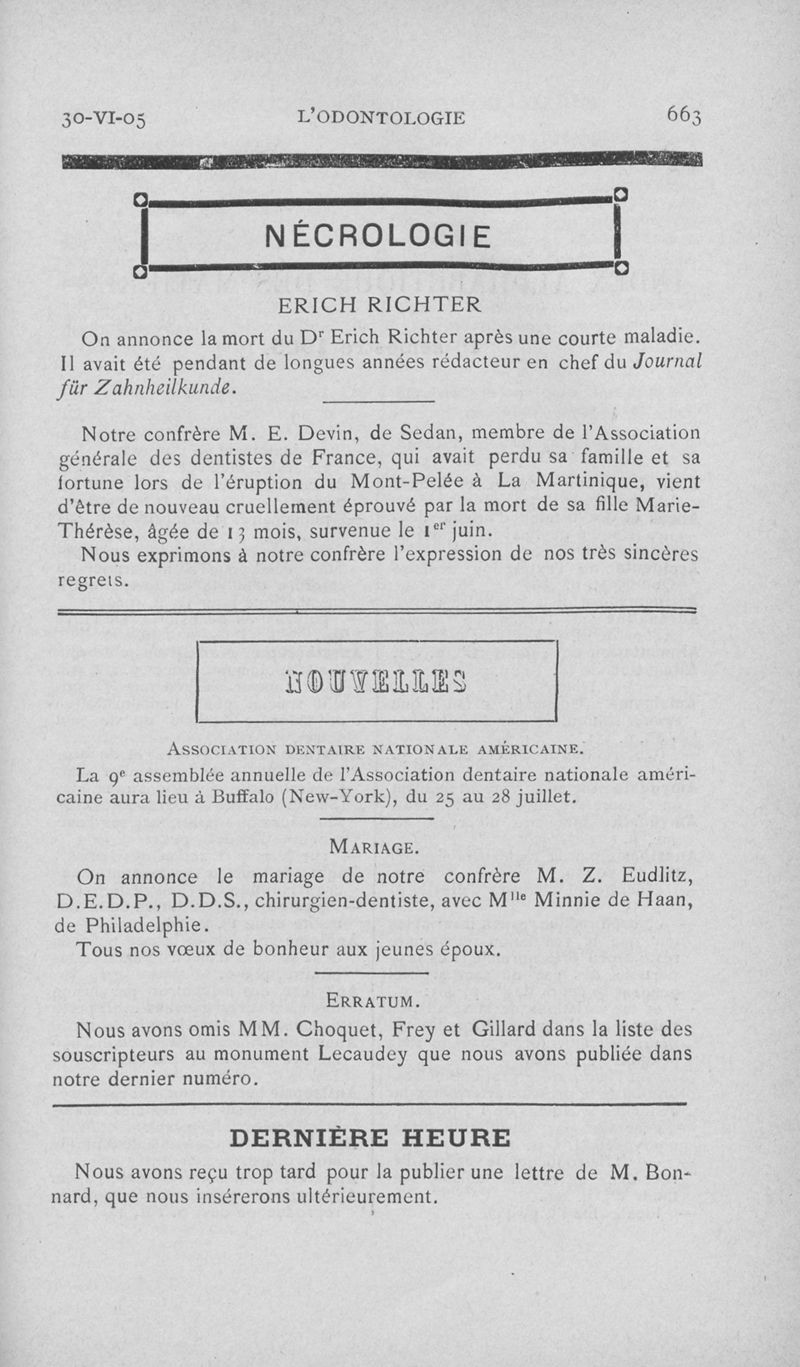 30-VI-05 L'ODONTOLOGIE 663
NÉCROLOGIE
ERICH RICHTER
On annonce la mort du Dr Erich Richter après une courte maladie.
Il avait été pendant de longues années rédacteur en chef du Journal
für Zahnheilkunde.
Notre confrère M. E. Devin, de Sedan, membre de l'Association
générale des dentistes de France, qui avait perdu sa famille et sa
fortune lors de l'éruption du Mont-Pelée à La Martinique, vient
d'être de nouveau cruellement éprouvé par la mort de sa fille Marie-
Thérèse, âgée de 13 mois, survenue le 1er juin.
Nous exprimons à notre confrère l'expression de nos très sincères
regrets.
NOUVELLES
ASSOCIATION DENTAIRE NATIONALE AMÉRICAINE.
La 9e assemblée annuelle de l'Association dentaire nationale améri-
caine aura lieu à Buffalo (New-York), du 25 au 28 juillet.
MARIAGE.
On annonce le mariage de notre confrère M. Z. Eudlitz,
D.E.D.P., D.D.S., chirurgien-dentiste, avec Mlle Minnie de Haan,
de Philadelphie.
Tous nos vœux de bonheur aux jeunes époux.
ERRATUM.
Nous avons omis MM. Choquet, Frey et Gillard dans la liste des
souscripteurs au monument Lecaudey que nous avons publiée dans
notre dernier numéro.
DERNIÈRE HEURE
Nous avons reçu trop tard pour la publier une lettre de M. Bon-
nard, que nous insérerons ultérieurement.